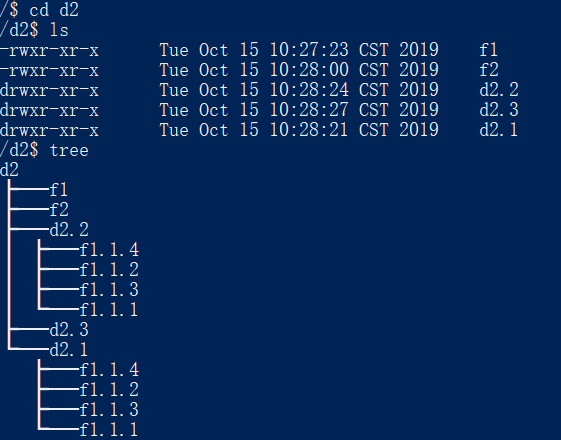 /$ cd d2
/d2$ ls
-rwxr-xr-x      Tue Oct 15 10:27:23 CST 2019    f1
-rwxr-xr-x      Tue Oct 15 10:28:00 CST 2019    f2
drwxr-xr-x      Tue Oct 15 10:28:24 CST 2019    d2.2
drwxr-xr-x      Tue Oct 15 10:28:27 CST 2019    d2.3
drwxr-xr-x      Tue Oct 15 10:28:21 CST 2019    d2.1
/d2$ tree
d2
├──f1
├──f2
├──d2.2
│  ├──f1.1.4
│  ├──f1.1.2
│  ├──f1.1.3
│  └──f1.1.1
├──d2.3
└──d2.1
   ├──f1.1.4
   ├──f1.1.2
   ├──f1.1.3
   └──f1.1.1